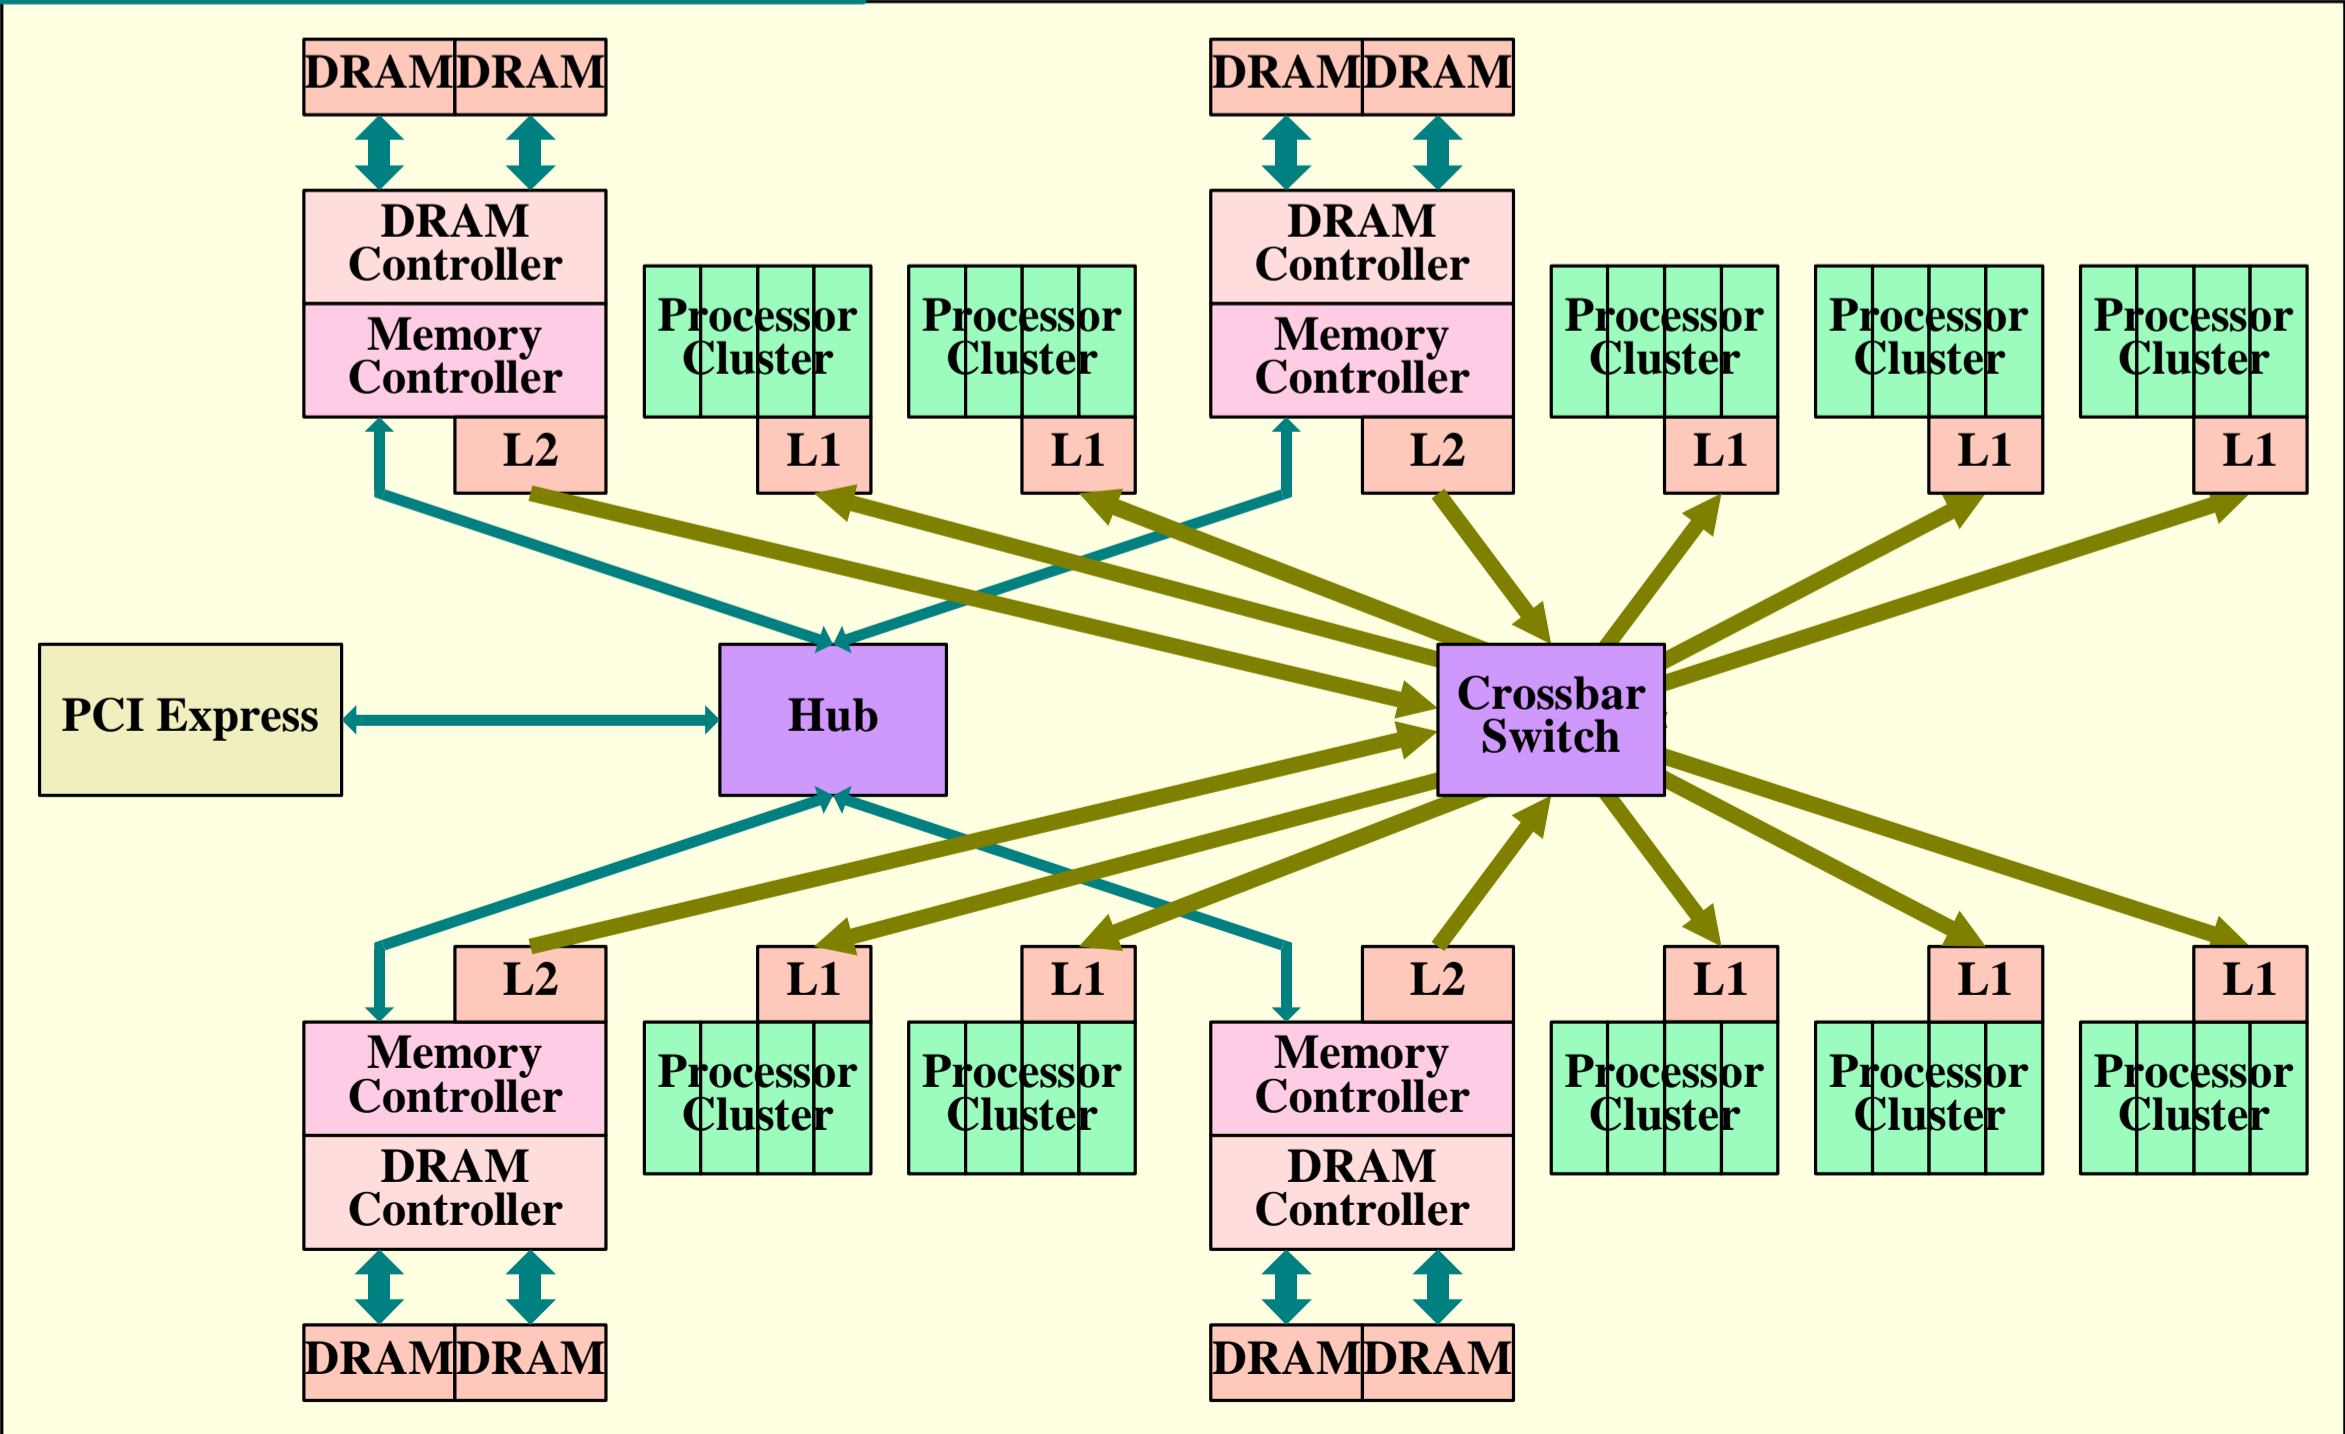 DRAM DRAM DRAM DRAM
DRAM
Controller
Memory
Controller
L2
Processor
Cluster
L1
Processor
Cluster
L1
DRAM
Controller
Memory
Controller
L2
Processor
Cluster
L1
Processor
Cluster
L1
Processor
Cluster
L1
PCI Express
Hub
Crossbar
Switch
L2
Memory
Controller
DRAM
Controller
L1
Processor
Cluster
L1
Processor
Cluster
L2
Memory
Controller
DRAM
Controller
L1
Processor
Cluster
L1
Processor
Cluster
L1
Processor
Cluster
DRAM DRAM DRAM DRAM